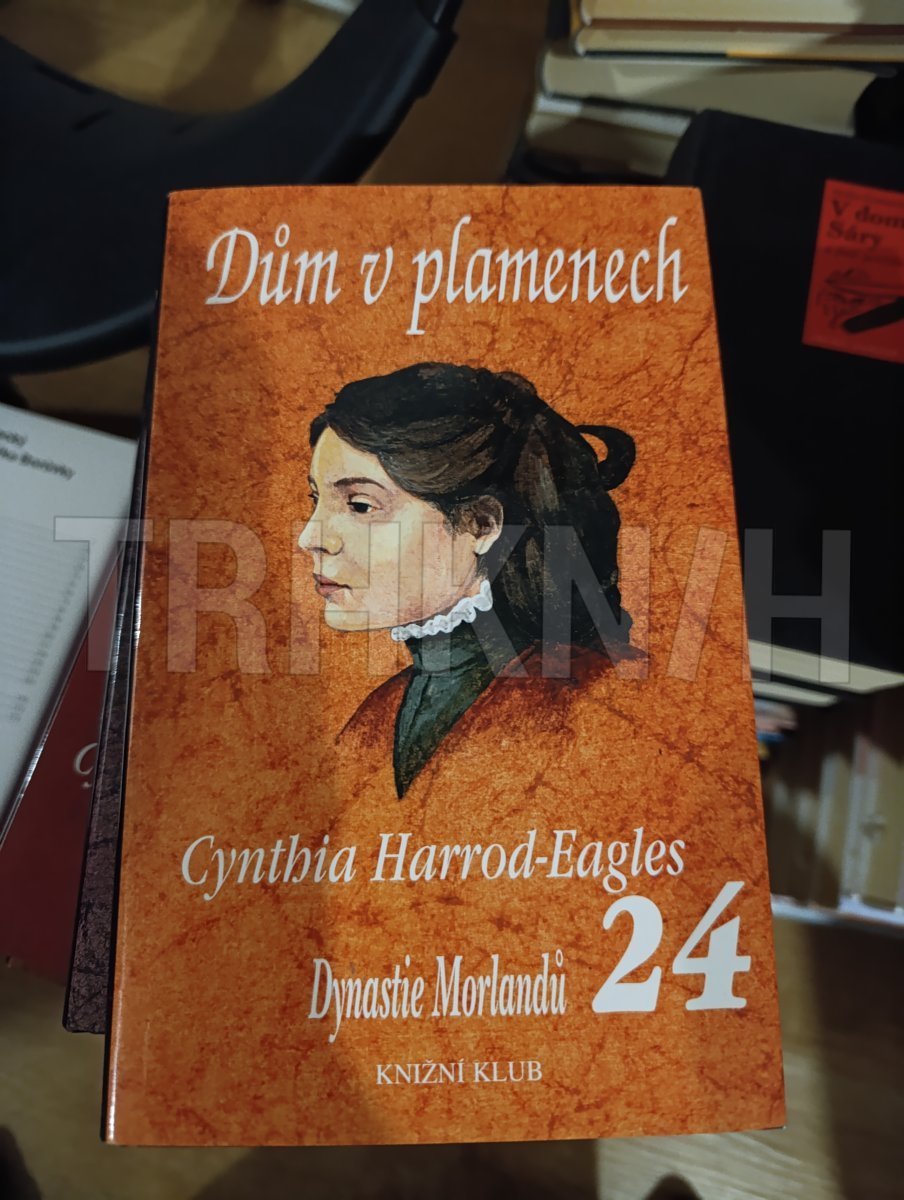 Dům v plamenech
V dom
Sáry
TRHKNIH
Cynthia Harrod-Eagles
24
Dynastie Morlandů
KNIŽNÍ KLUB